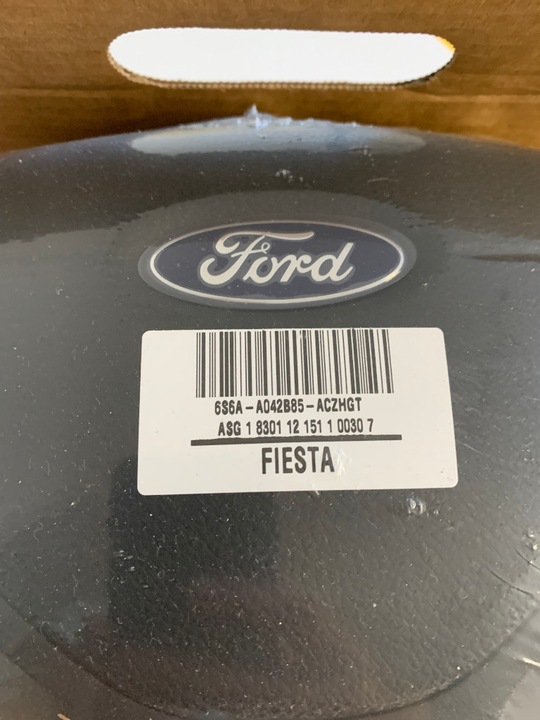 Ford
6S6A-A042B85-ACZHGT
ASG 1 8301 12 151 1 0030 7
FIESTA